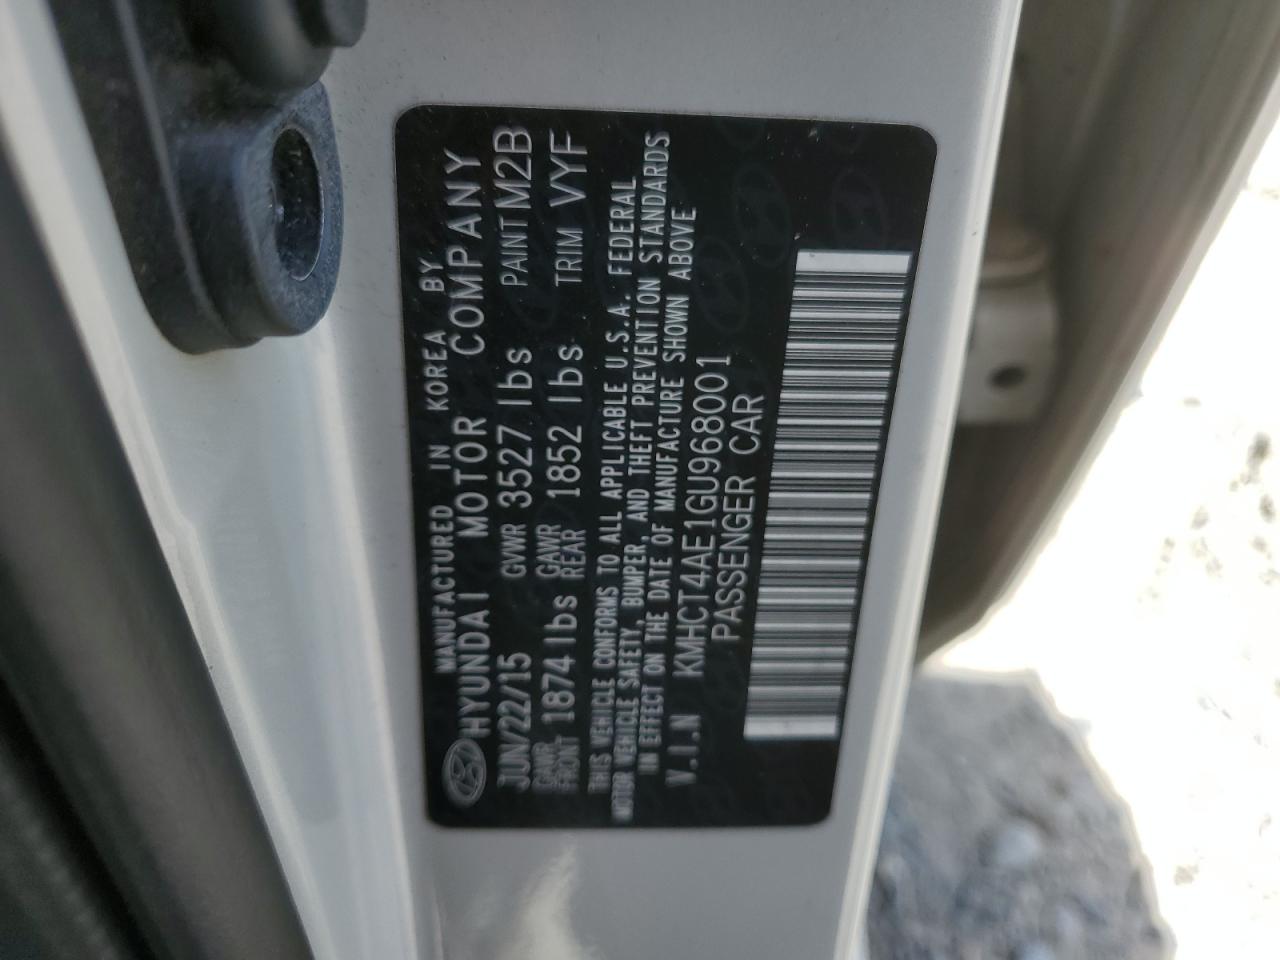 MANUFACTURED IN KOREA BY
HYUNDAI MOTOR COMPANY
JUN/22/15 GVWR 3527 lbs PAINT M2B
GAWR FRONT 1874 lbs GAWR REAR 1852 lbs TRIM VYF
THIS VEHICLE CONFORMS TO ALL APPLICABLE U.S.A. FEDERAL
MOTOR VEHICLE SAFETY, BUMPER, AND THEFT PREVENTION STANDARDS
IN EFFECT ON THE DATE OF MANUFACTURE SHOWN ABOVE
V.I.N KMHCT4AE1GU968001
PASSENGER CAR